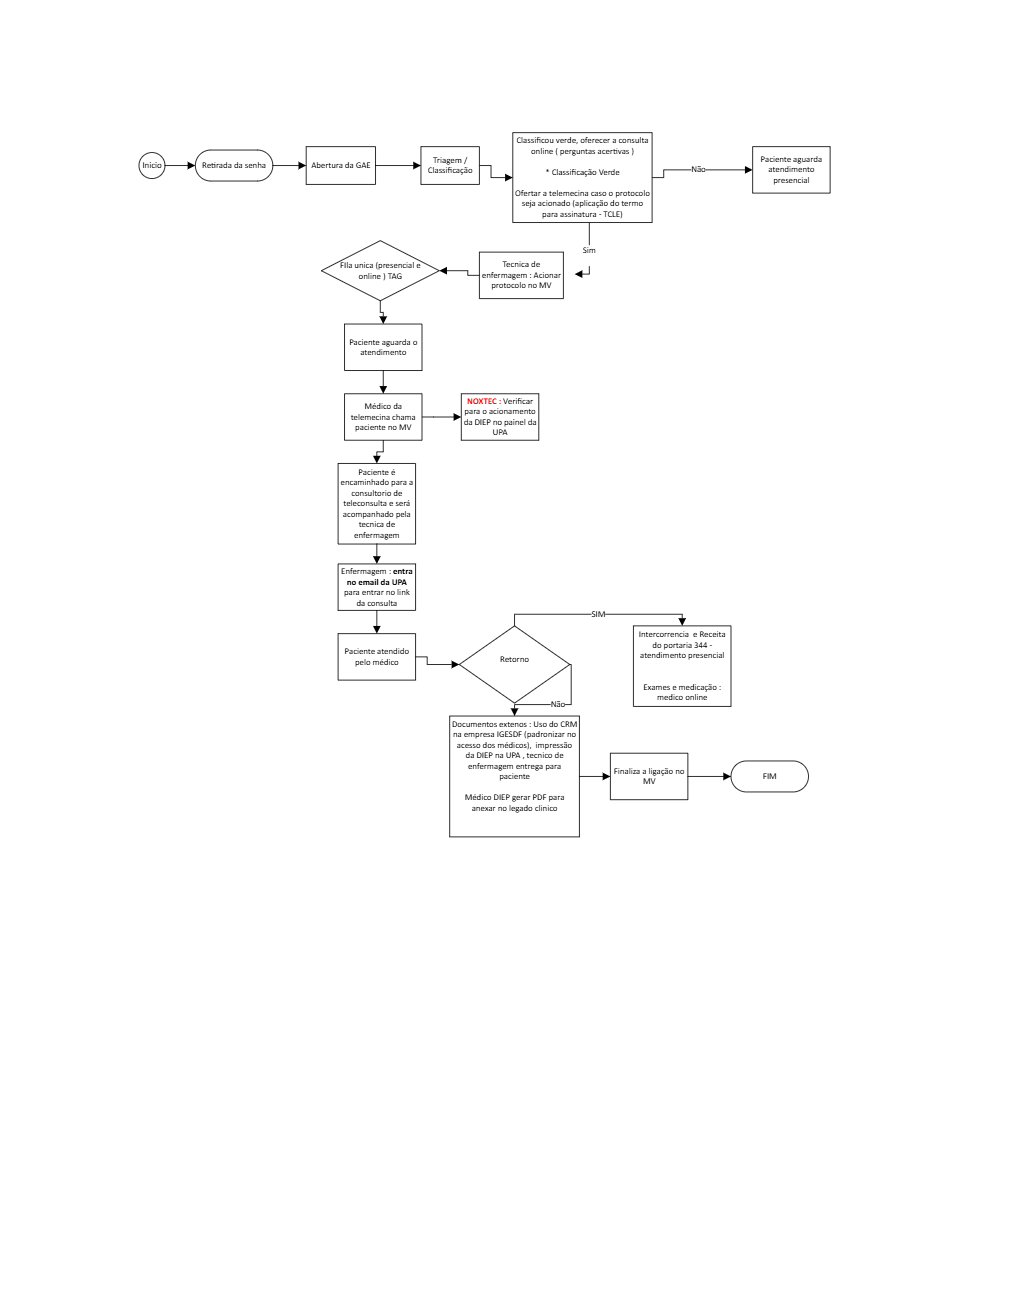 Inicio
Retirada da senha
Abertura da GAE
Triagem /
Classificação
Classificou verde, oferecer a consulta
online ( perguntas acertivas )
* Classificação Verde
Ofertar a telemecina caso o protocolo
seja acionado (aplicação do termo
para assinatura - TCLE)
Não
Paciente aguarda
atendimento
presencial
Sim
Tecnica de
enfermagem : Acionar
protocolo no MV
FIla unica (presencial e
online ) TAG
Paciente aguarda o
atendimento
Médico da
telemecina chama
paciente no MV
NOXTEC : Verificar
para o acionamento
da DIEP no painel da
UPA
Paciente é
encaminhado para a
consultorio de
teleconsulta e será
acompanhado pela
tecnica de
enfermagem
Enfermagem : entra
no email da UPA
para entrar no link
da consulta
Paciente atendido
pelo médico
Retorno
SIM
Intercorrencia e Receita
do portaria 344 -
atendimento presencial
Exames e medicação :
medico online
Não
Documentos extenos : Uso do CRM
na empresa IGESDF (padronizar no
acesso dos médicos), impressão
da DIEP na UPA , tecnico de
enfermagem entrega para
paciente
Médico DIEP gerar PDF para
anexar no legado clinico
Finaliza a ligação no
MV
FIM